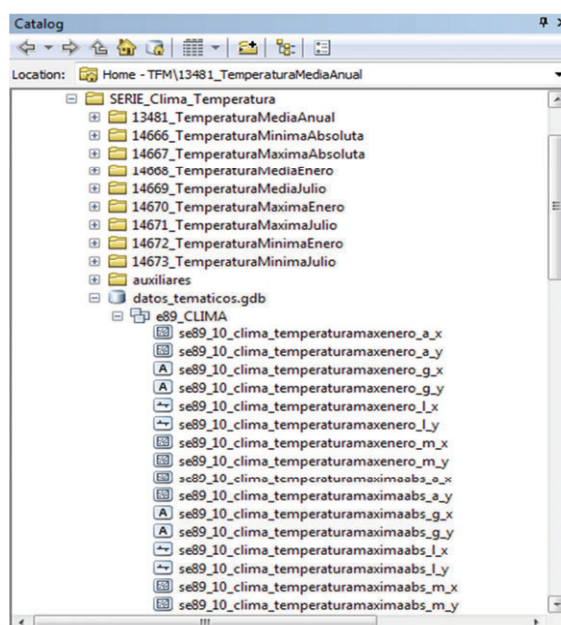 Catalog
Location: Home - TFM\13481_TemperaturaMediaAnual
SERIE_Clima_Temperatura
13481_TemperaturaMediaAnual
14666_TemperaturaMinimaAbsoluta
14667_TemperaturaMaximaAbsoluta
14668_TemperaturaMediaEnero
14669_TemperaturaMediaJulio
14670_TemperaturaMaximaEnero
14671_TemperaturaMaximaJulio
14672_TemperaturaMinimaEnero
14673_TemperaturaMinimaJulio
auxiliares
datos_tematicos.gdb
e89_CLIMA
se89_10_clima_temperaturamaxenero_a_x
se89_10_clima_temperaturamaxenero_a_y
A se89_10_clima_temperaturamaxenero_g_x
A se89_10_clima_temperaturamaxenero_g_y
se89_10_clima_temperaturamaxenero_l_x
se89_10_clima_temperaturamaxenero_l_y
se89_10_clima_temperaturamaxenero_m_x
se89_10_clima_temperaturamaxenero_m_y
se89_10_clima_temperaturamaximaabs_a_x
se89_10_clima_temperaturamaximaabs_a_y
A se89_10_clima_temperaturamaximaabs_g_x
A se89_10_clima_temperaturamaximaabs_g_y
se89_10_clima_temperaturamaximaabs_l_x
se89_10_clima_temperaturamaximaabs_l_y
se89_10_clima_temperaturamaximaabs_m_x
se89_10_clima_temperaturamaximaabs_m_y